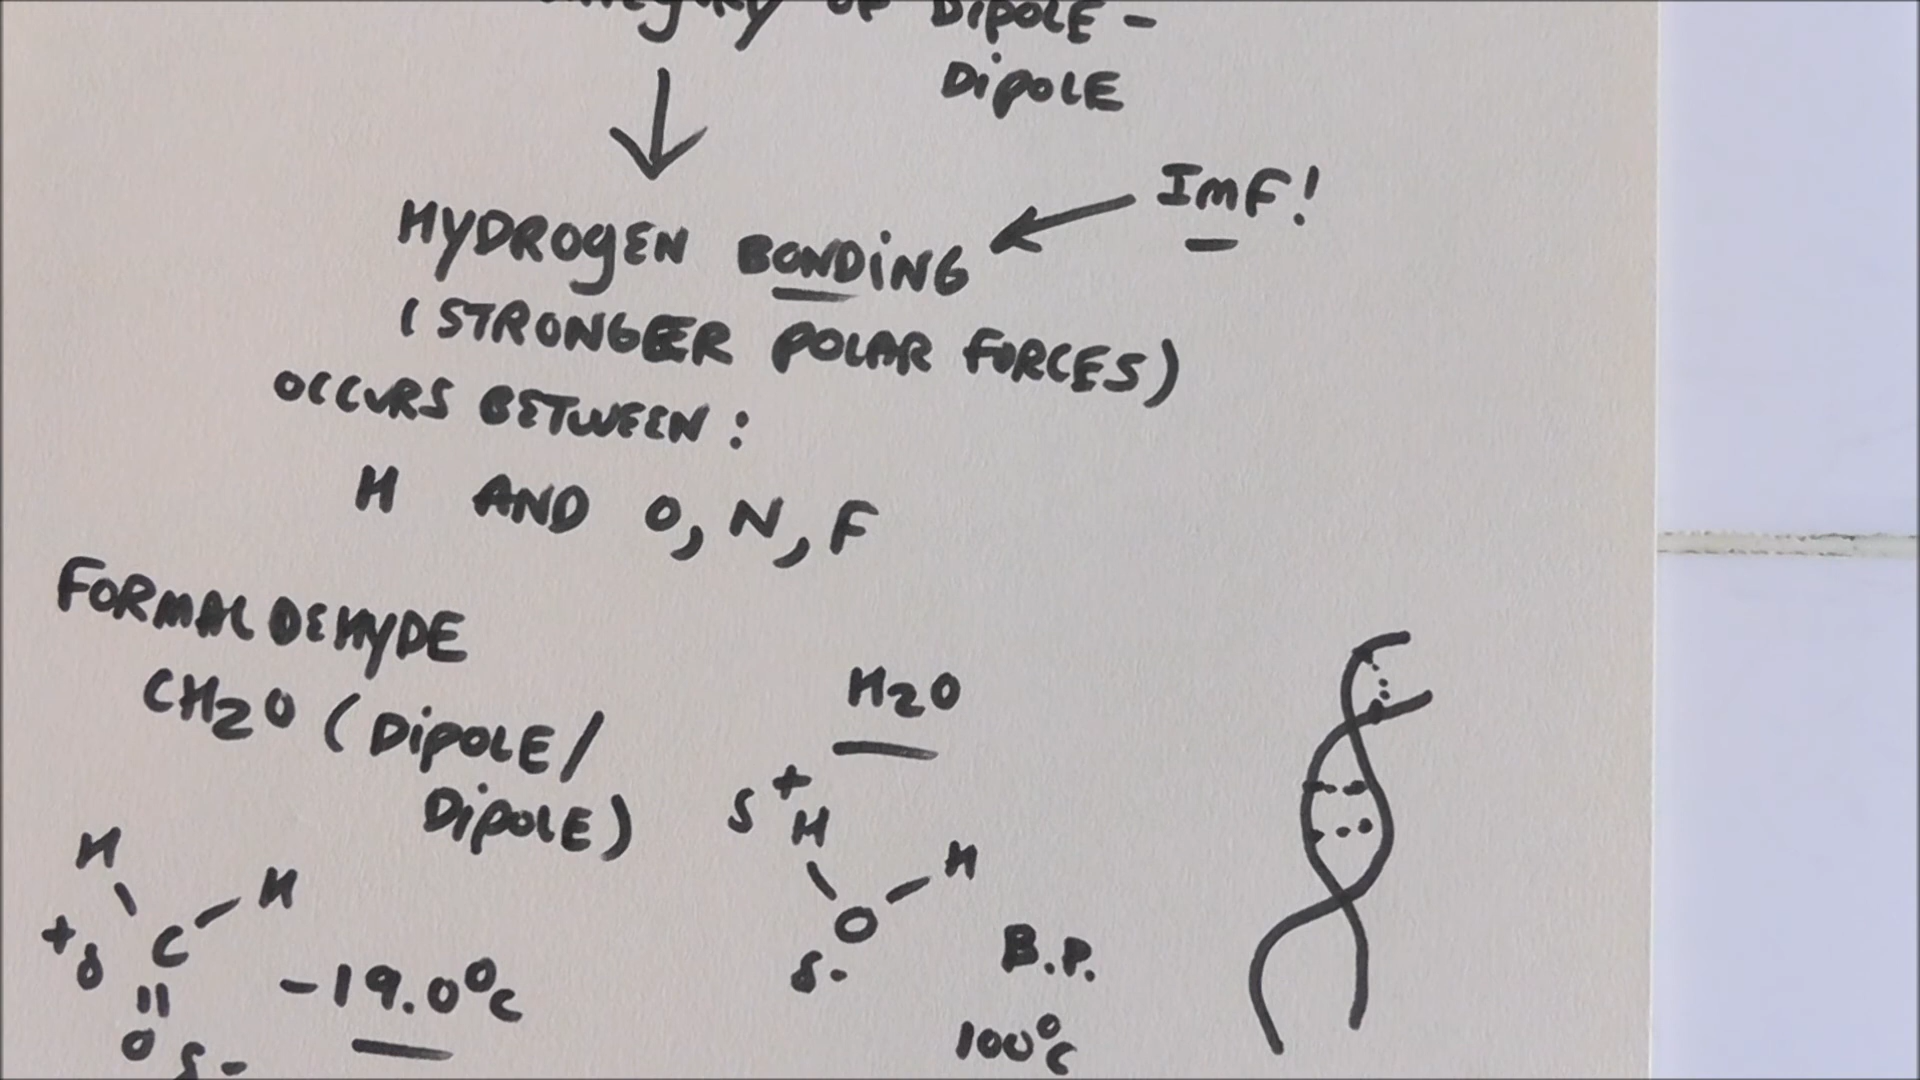 OF DIPOLE -
DIPOLE
IMF!
HYDROGEN BONDING
(STRONGER POLAR FORCES)
OCCURS BETWEEN:
H AND O, N, F
FORMALDEHYDE
CH2O (DIPOLE/
DIPOLE)
H2O
δ+
H
H
O
δ-
B.P.
100°C
H
H
+δ
C
O
δ-
-19.0°C